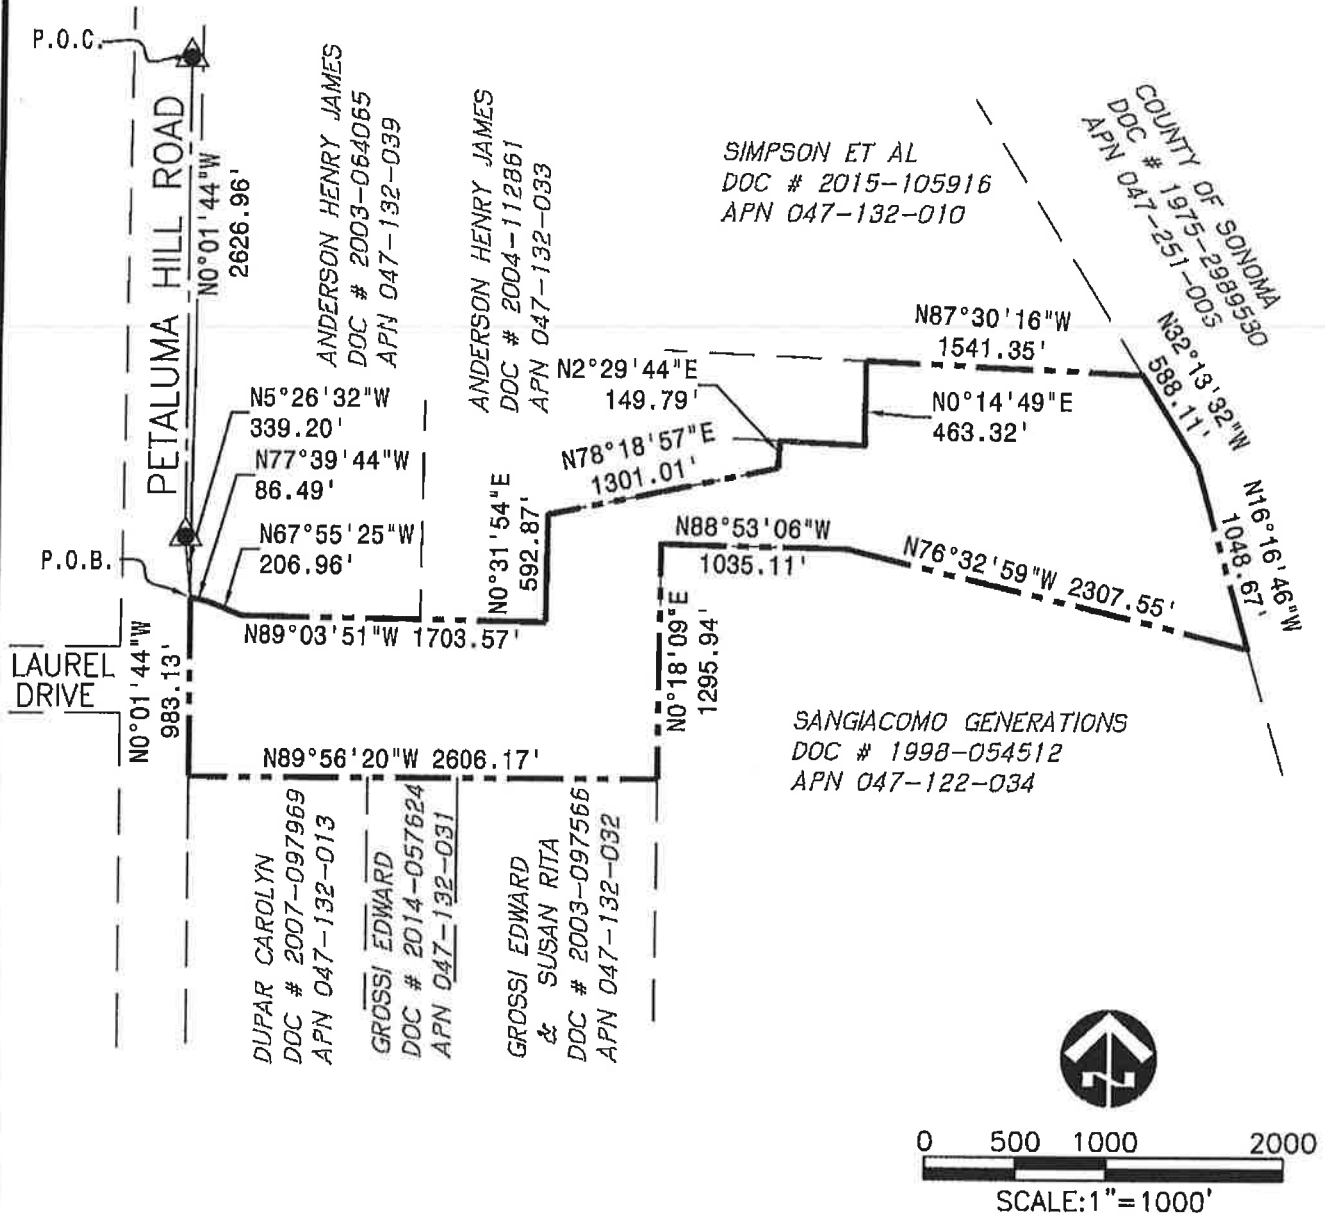 P.O.C.
PETALUMA HILL ROAD
N0°01'44"W
2626.96'
ANDERSON HENRY JAMES
DOC # 2003-064065
APN 047-132-039
ANDERSON HENRY JAMES
DOC # 2004-112861
APN 047-132-033
SIMPSON ET AL
DOC # 2015-105916
APN 047-132-010
COUNTY OF SONOMA
DOC # 1975-2989530
APN 047-251-00S
N87°30'16"W
1541.35'
N32°13'32"W
588.11'
N2°29'44"E
149.79'
N0°14'49"E
463.32'
N5°26'32"W
339.20'
N77°39'44"W
86.49'
N67°55'25"W
206.96'
N78°18'57"E
1301.01'
N0°31'54"E
592.87'
N16°16'46"W
1048.67'
P.O.B.
N88°53'06"W
1035.11'
N76°32'59"W 2307.55'
N89°03'51"W 1703.57'
LAUREL
DRIVE
N0°01'44"W
983.13'
N0°18'09"E
1295.94'
N89°56'20"W 2606.17'
SANGIACOMO GENERATIONS
DOC # 1998-054512
APN 047-122-034
DUPAR CAROLYN
DOC # 2007-097969
APN 047-132-013
GROSSI EDWARD
DOC # 2014-057624
APN 047-132-031
GROSSI EDWARD
& SUSAN RITA
DOC # 2003-097566
APN 047-132-032
N
0 500 1000 2000
SCALE:1"=1000'